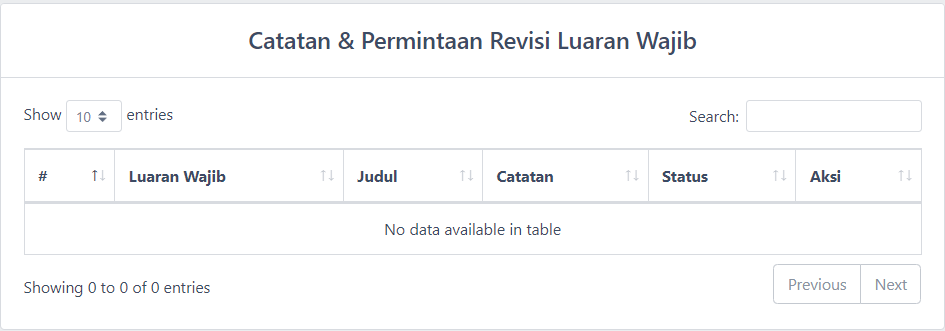 Catatan & Permintaan Revisi Luaran Wajib
Show 10 entries Search:
# Luaran Wajib Judul Catatan Status Aksi
No data available in table
Showing 0 to 0 of 0 entries Previous Next